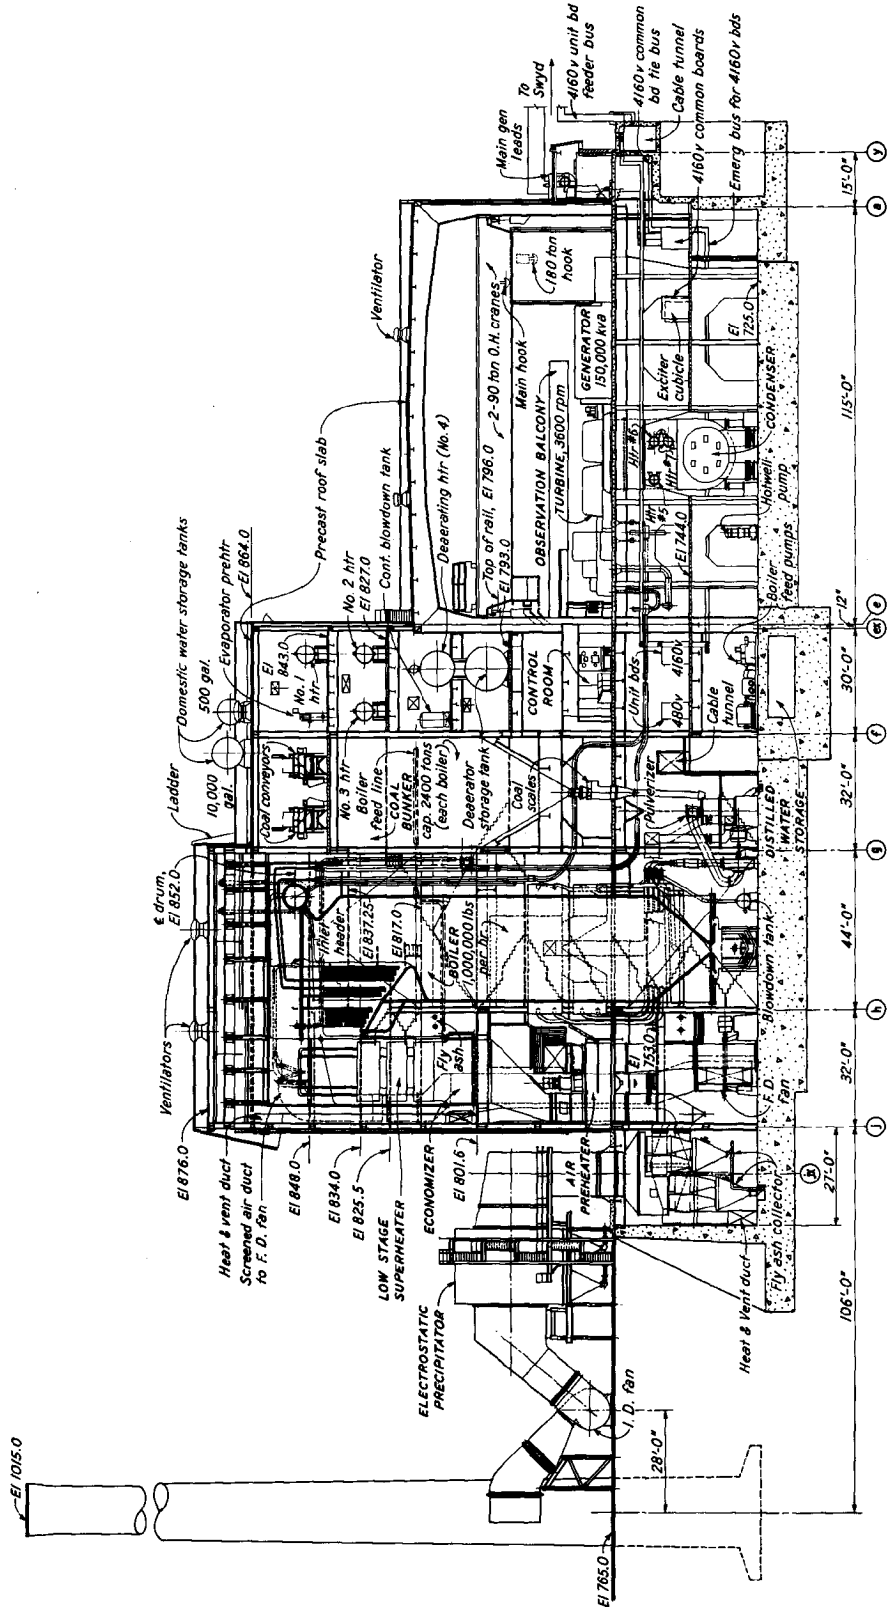 El 1015.0
El 765.0
28'-0"
I. D. fan
ELECTROSTATIC
PRECIPITATOR
106'-0"
Heat & Vent duct
Fly ash collector
27'-0"
El 876.0
Heat & vent duct
Screened air duct
to F. D. fan
El 848.0
El 834.0
El 825.5
LOW STAGE
SUPERHEATER
ECONOMIZER
El 801.6
AIR
PREHEATER
j
Ventilators
Fly
ash
El
753.0
F. D.
fan
32'-0"
h
Ladder
℄ drum,
El 852.0
Inlet
header
El 837.25
El 817.0
BOILER
1,000,000 lbs
per hr.
Blowdown tank
44'-0"
g
Domestic water storage tanks
500 gal.
10,000
gal.
Coal conveyors
No. 3 htr
Boiler
feed line
COAL
BUNKER
cap. 2400 tons
(each boiler)
Deaerator
storage tank
Coal
scales
Pulverizer
DISTILLED
WATER
STORAGE
32'-0"
f
Evaporator prehtr
El 864.0
El
843.0
No. 1
htr
No. 2 htr
El 827.0
Cont. blowdown tank
Deaerating htr (No. 4)
Top of rail, El 796.0
El 793.0
CONTROL
ROOM
Unit bds
480v
4160v
Cable
tunnel
Boiler
feed pumps
30'-0"
12"
e
Precast roof slab
Ventilator
2-90 ton O.H. cranes
Main hook
180 ton
hook
OBSERVATION BALCONY
TURBINE, 3600 rpm
GENERATOR
150,000 kva
Htr
#5
Htr #6
Htr #7
El 744.0
Exciter
cubicle
El
725.0
CONDENSER
Hotwell
pump
115'-0"
a
Main gen
leads
To
Swyd
4160v unit bd
feeder bus
4160v common
bd tie bus
Cable tunnel
4160v common boards
Emerg bus for 4160v bds
15'-0"
y